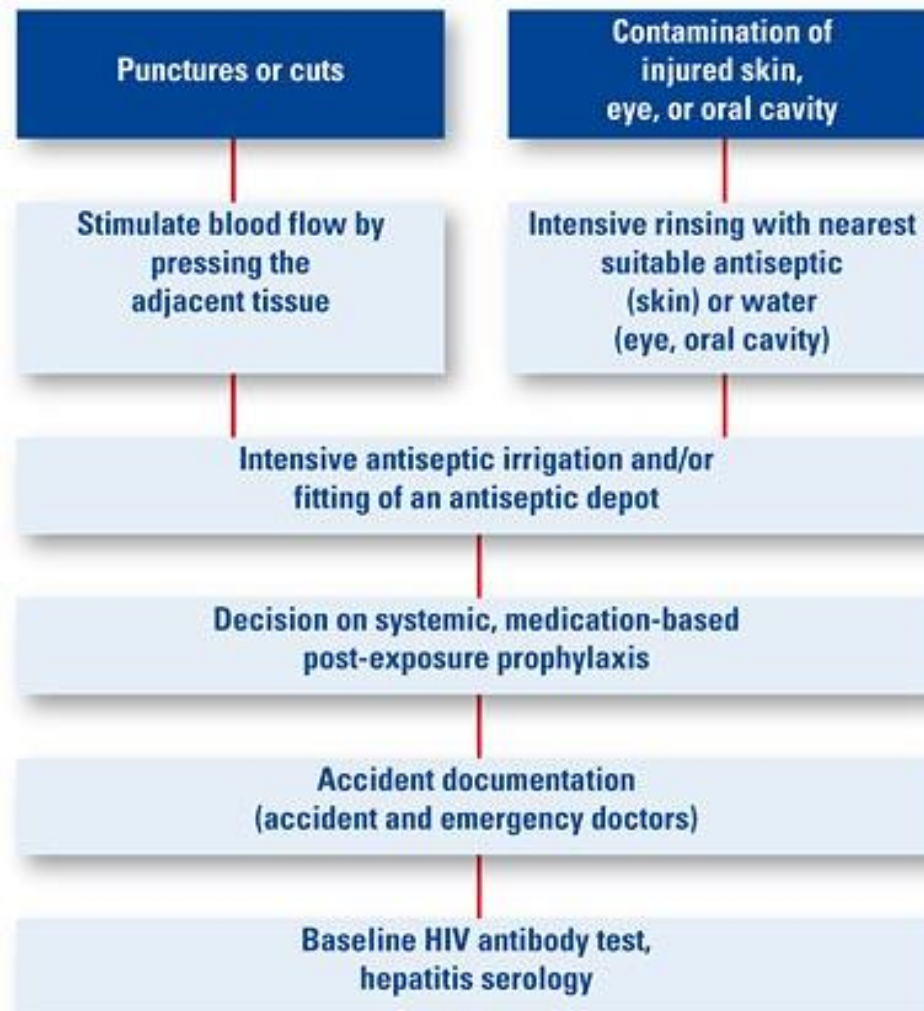 Punctures or cuts
Contamination of
injured skin,
eye, or oral cavity
Stimulate blood flow by
pressing the
adjacent tissue
Intensive rinsing with nearest
suitable antiseptic
(skin) or water
(eye, oral cavity)
Intensive antiseptic irrigation and/or
fitting of an antiseptic depot
Decision on systemic, medication-based
post-exposure prophylaxis
Accident documentation
(accident and emergency doctors)
Baseline HIV antibody test,
hepatitis serology